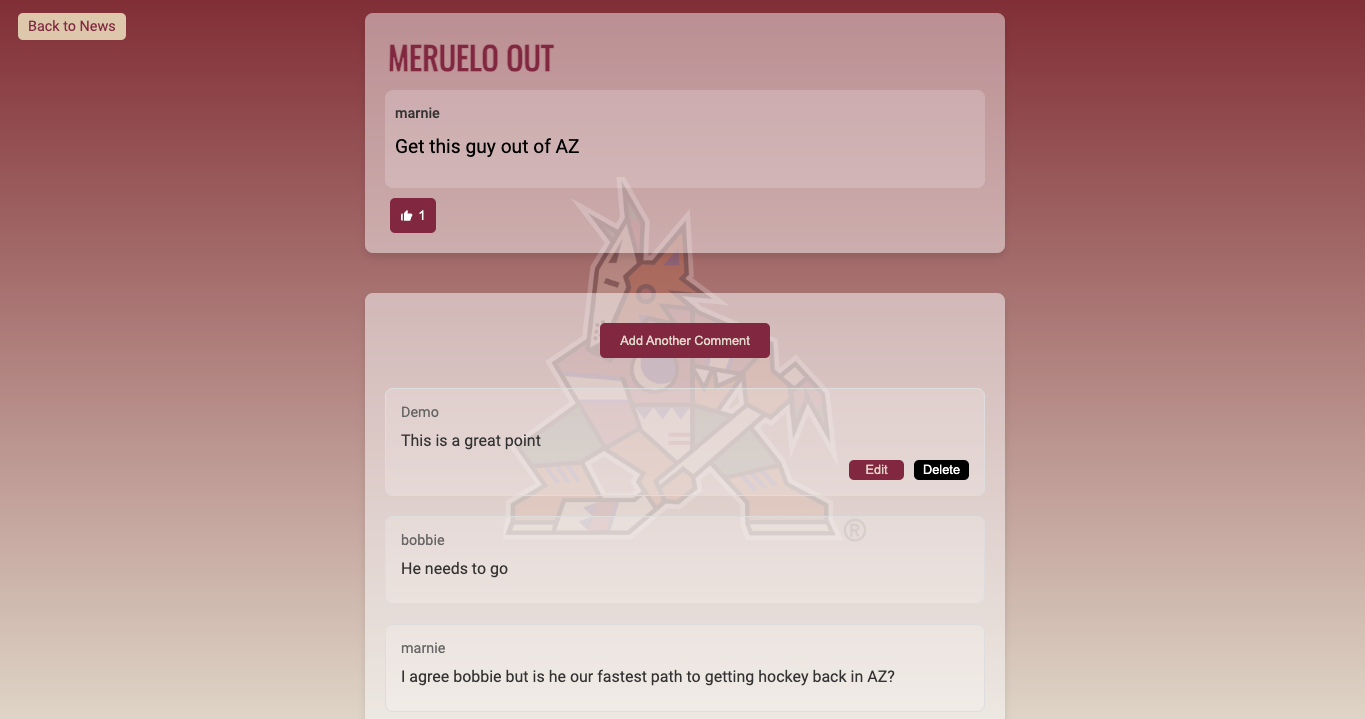 Back to News
MERUELO OUT
marnie
Get this guy out of AZ
1
Add Another Comment
Demo
This is a great point
Edit Delete
®
bobbie
He needs to go
marnie
I agree bobbie but is he our fastest path to getting hockey back in AZ?